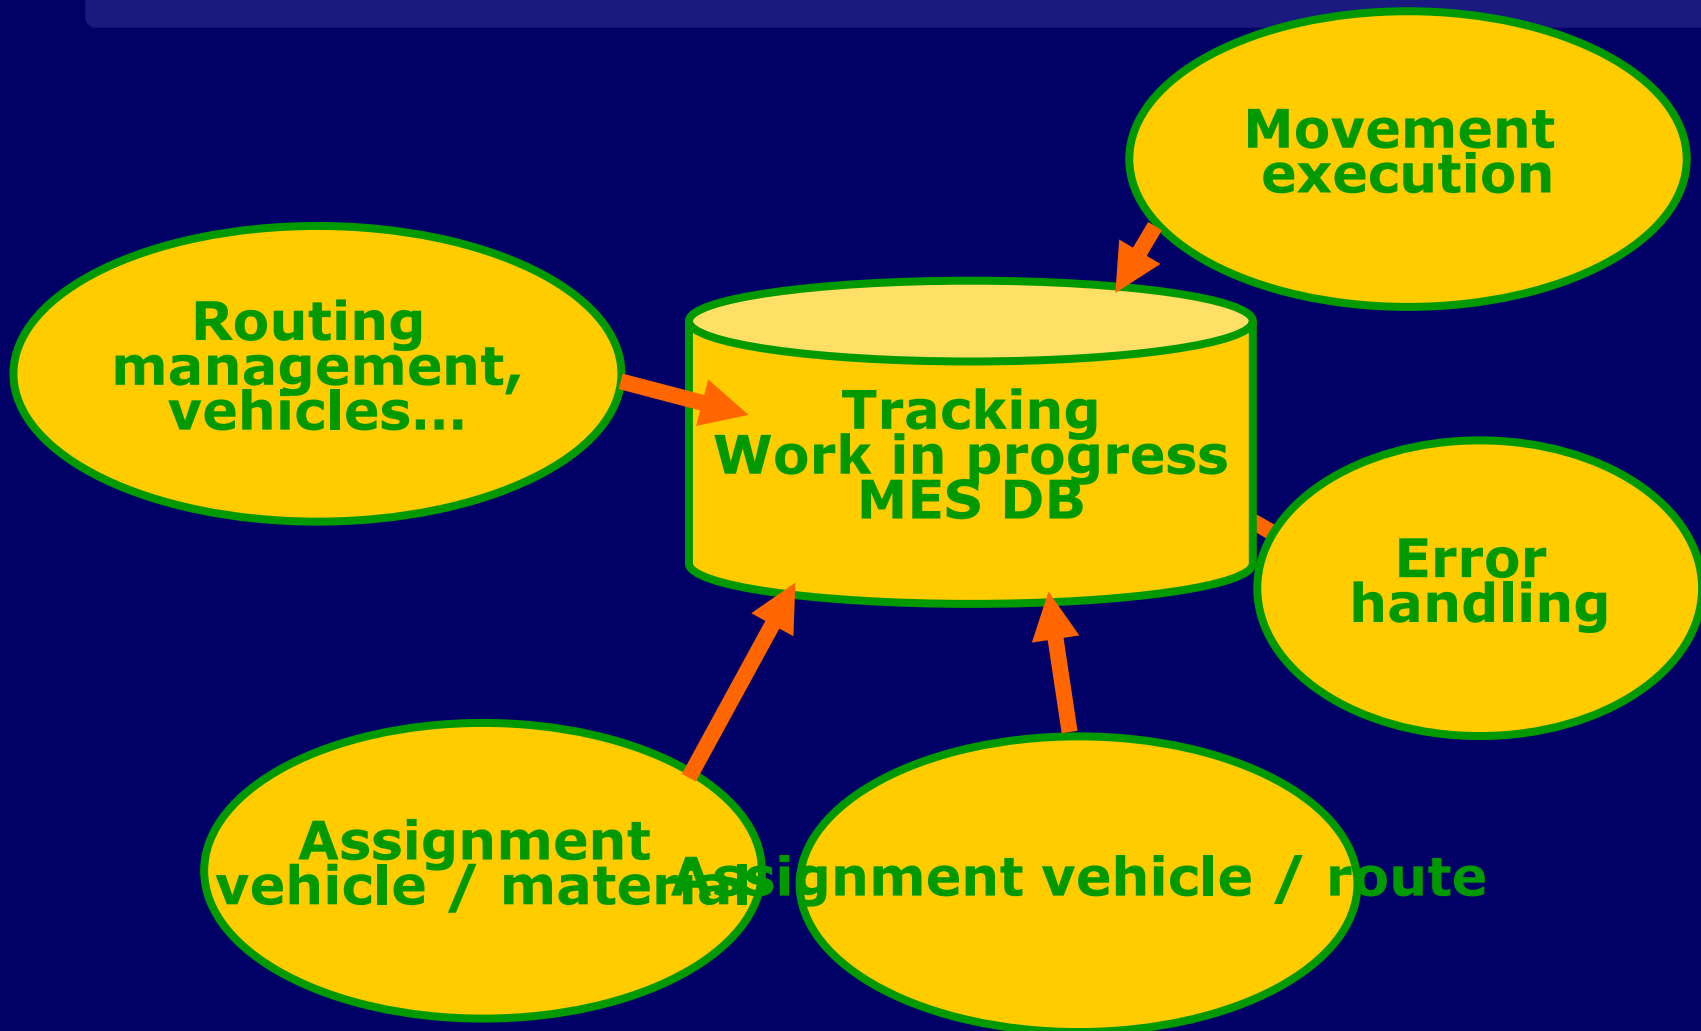 Movement
execution
Routing
management,
vehicles...
Tracking
Work in progress
MES DB
Error
handling
Assignment
vehicle / material
Assignment vehicle / route